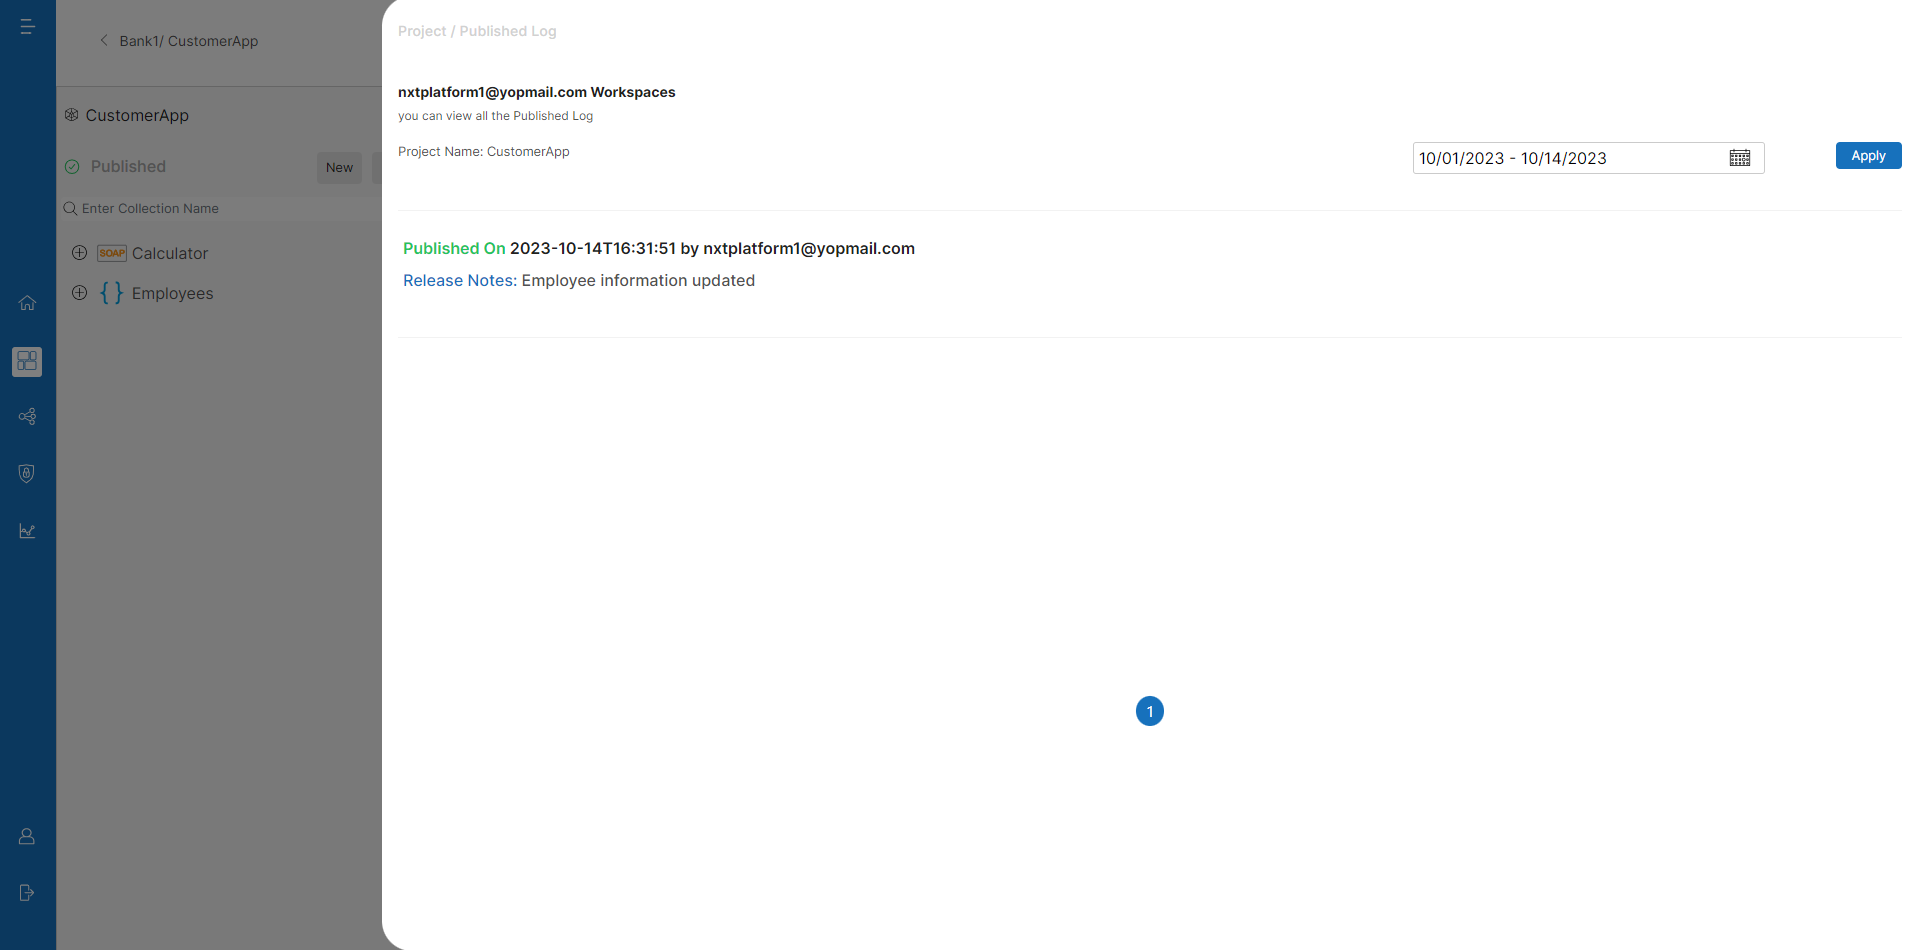 Bank1/ CustomerApp
CustomerApp
Published
New
Enter Collection Name
SOAP Calculator
{ } Employees
Project / Published Log
nxtplatform1@yopmail.com Workspaces
you can view all the Published Log
Project Name: CustomerApp
10/01/2023 - 10/14/2023
Apply
Published On 2023-10-14T16:31:51 by nxtplatform1@yopmail.com
Release Notes: Employee information updated
1